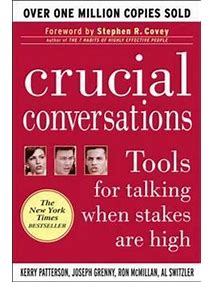 OVER ONE MILLION COPIES SOLD
Foreword by Stephen R. Covey
author of THE 7 HABITS OF HIGHLY EFFECTIVE PEOPLE
crucial
conversations
Tools
for talking
when stakes
are high
The
New York
Times
BESTSELLER
KERRY PATTERSON, JOSEPH GRENNY, RON McMILLAN, AL SWITZLER